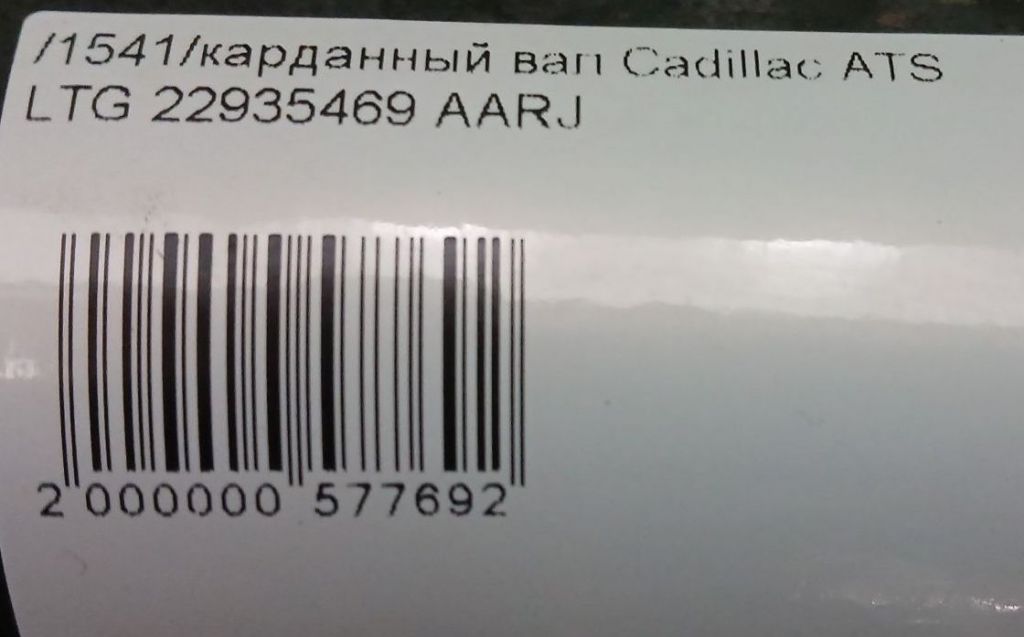 /1541/карданный вал Cadillac ATS
LTG 22935469 AARJ
2 000000 577692